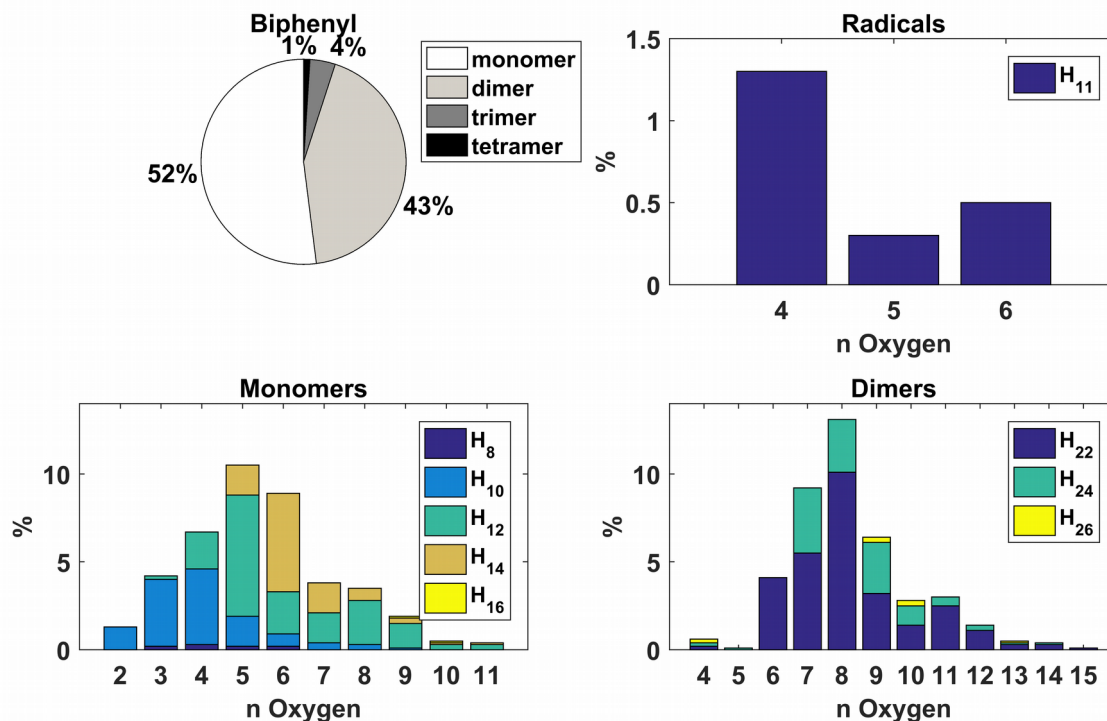 Biphenyl
1% 4%
52%
43%
monomer
dimer
trimer
tetramer
Radicals
1.5
1
0.5
0
%
H11
4 5 6
n Oxygen
Monomers
10
5
0
%
H8
H10
H12
H14
H16
2 3 4 5 6 7 8 9 10 11
n Oxygen
Dimers
10
5
0
%
H22
H24
H26
4 5 6 7 8 9 10 11 12 13 14 15
n Oxygen